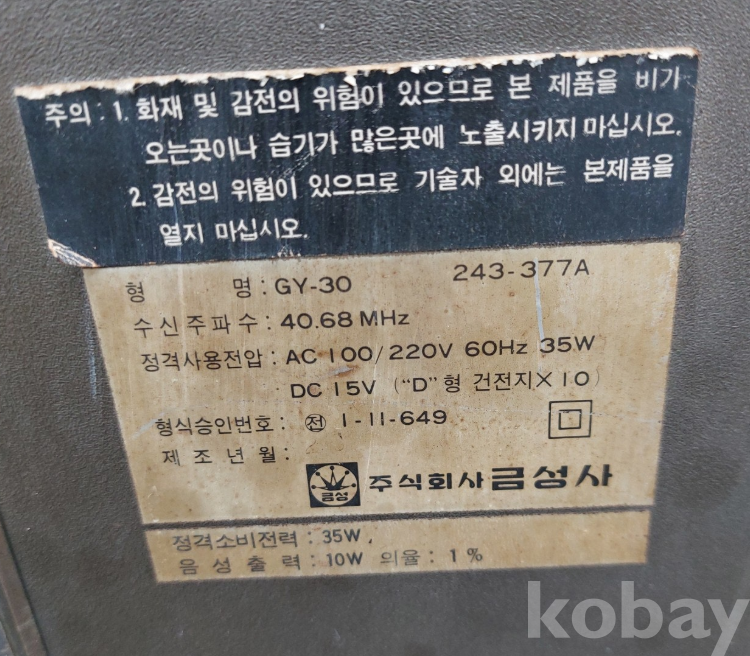 주의 : 1. 화재 및 감전의 위험이 있으므로 본 제품을 비가
오는곳이나 습기가 많은곳에 노출시키지 마십시오.
2. 감전의 위험이 있으므로 기술자 외에는 본제품을
열지 마십시오.
형 명 : GY-30 243-377A
수신주파수 : 40.68 MHz
정격사용전압 : AC 100/220V 60Hz 35W
DC 15V ("D"형 건전지×10)
형식승인번호 : ㊞ 1-11-649
제조년월 :
금성 주식회사금성사
정격소비전력 : 35W,
음성출력 : 10W 의율 : 1%
kobay